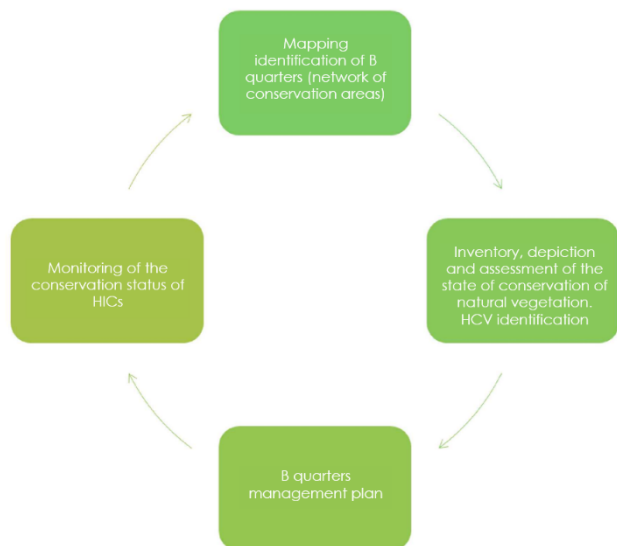 Mapping
identification of B
quarters (network of
conservation areas)
Inventory, depiction
and assessment of the
state of conservation of
natural vegetation.
HCV identification
B quarters
management plan
Monitoring of the
conservation status of
HICs